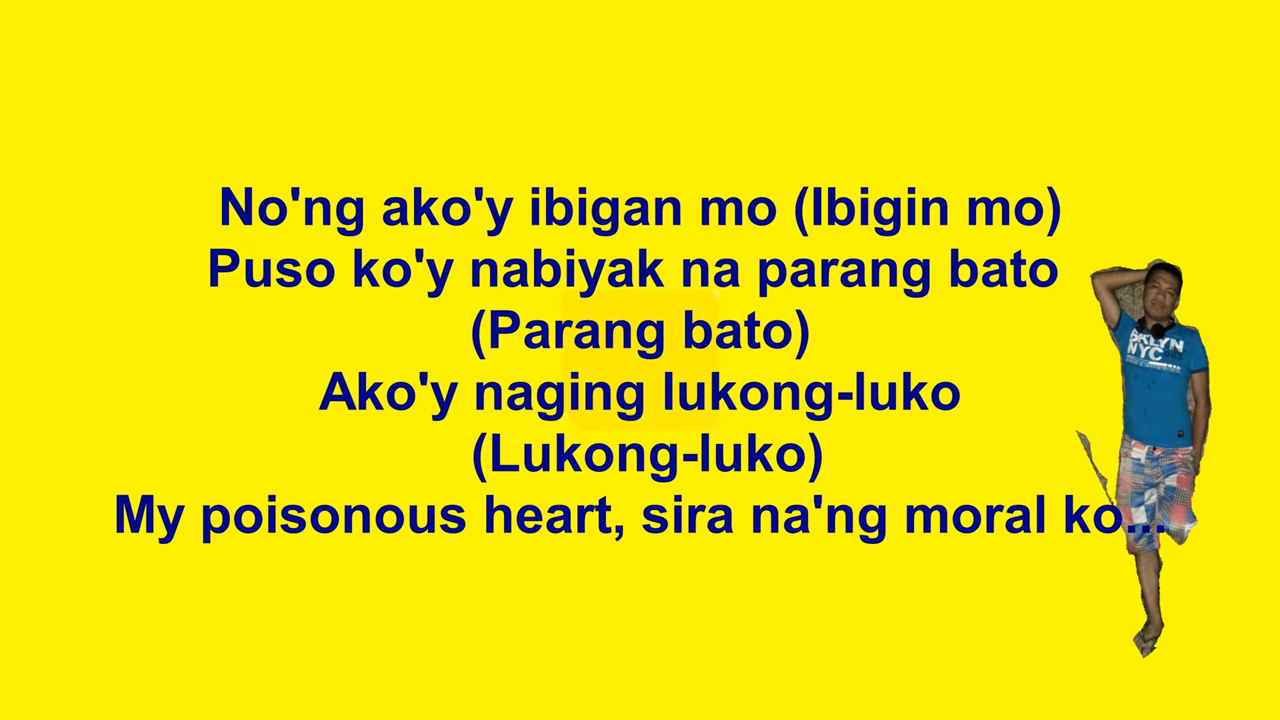 No'ng ako'y ibigan mo (Ibigin mo)
Puso ko'y nabiyak na parang bato
(Parang bato)
Ako'y naging lukong-luko
(Lukong-luko)
My poisonous heart, sira na'ng moral ko...
NYC